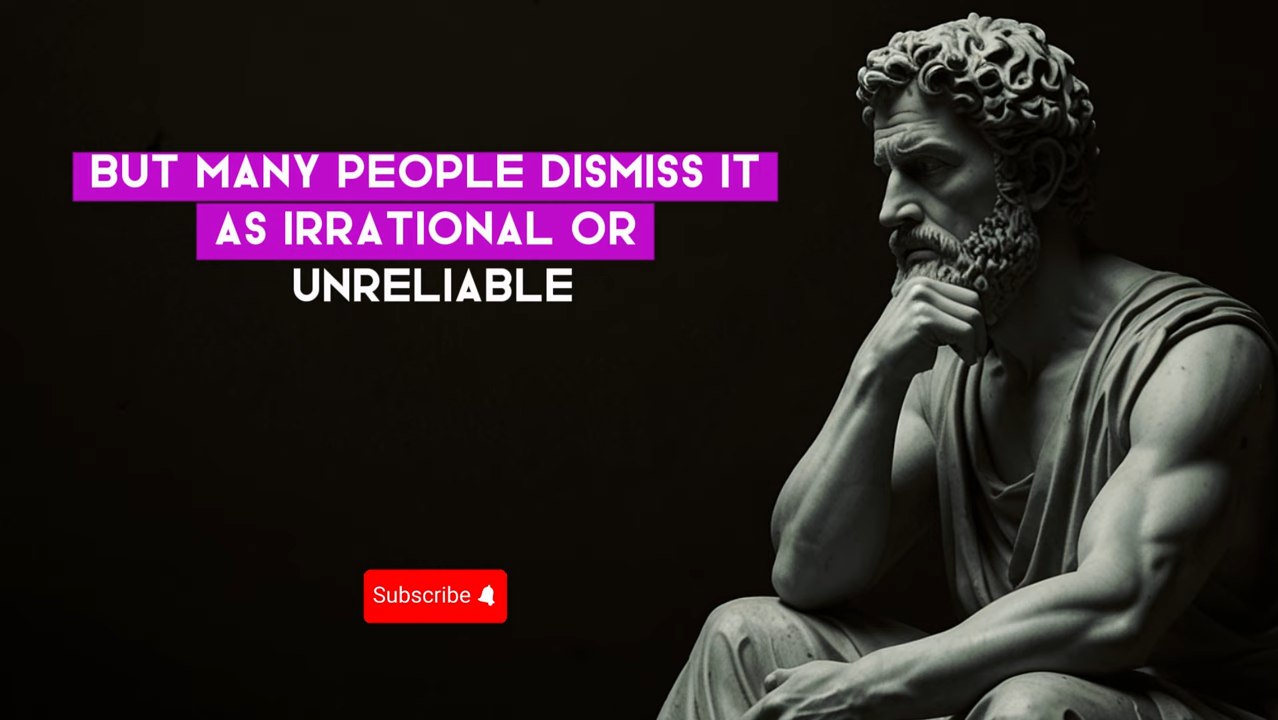 BUT MANY PEOPLE DISMISS IT
AS IRRATIONAL OR
UNRELIABLE
Subscribe